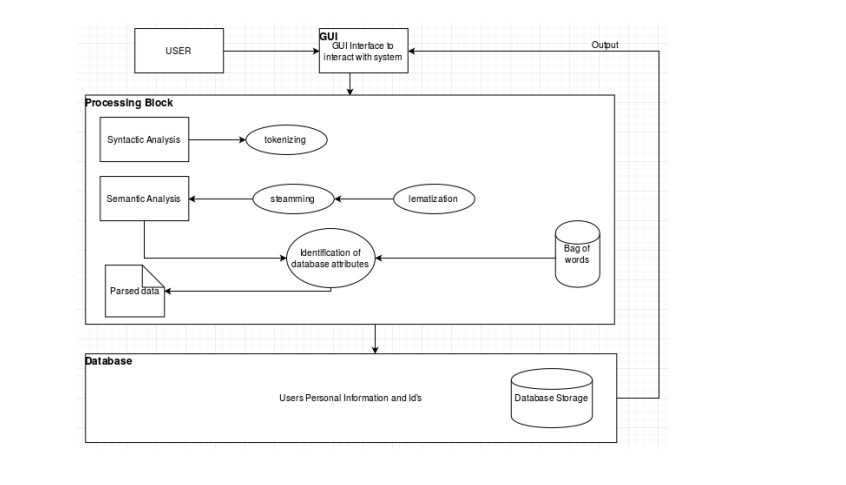 USER
GUI
GUI Interface to
interact with system
Output
Processing Block
Syntactic Analysis
tokenizing
Semantic Analysis
steamming
lematization
Identification of
database attributes
Bag of
words
Parsed data
Database
Users Personal Information and Id's
Database Storage